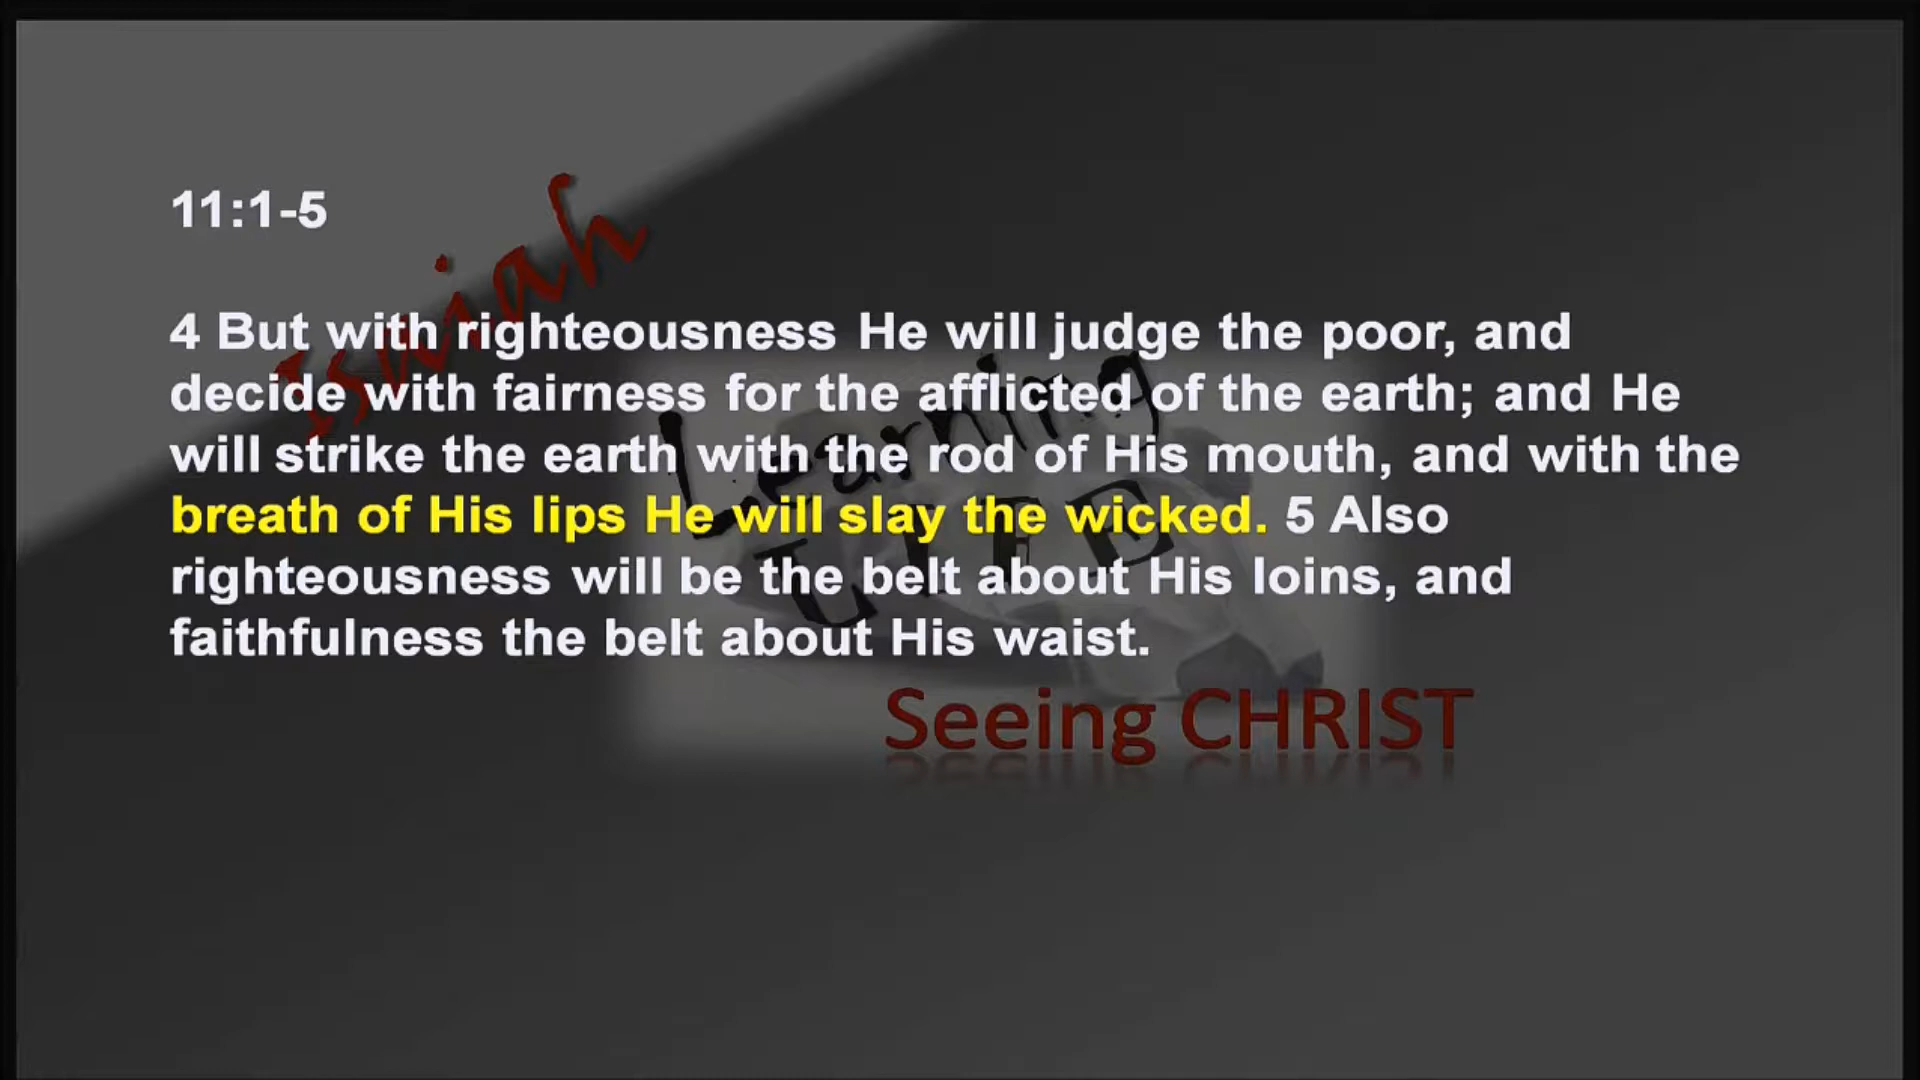 11:1-5
Isaiah
4 But with righteousness He will judge the poor, and
decide with fairness for the afflicted of the earth; and He
will strike the earth with the rod of His mouth, and with the
breath of His lips He will slay the wicked. 5 Also
righteousness will be the belt about His loins, and
faithfulness the belt about His waist.
Learning
LIFE
Seeing CHRIST